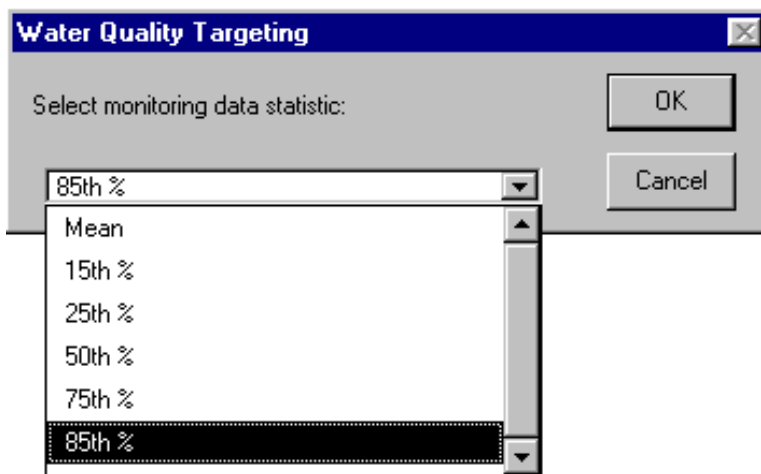 Water Quality Targeting
Select monitoring data statistic:
OK
85th %
Cancel
Mean
15th %
25th %
50th %
75th %
85th %